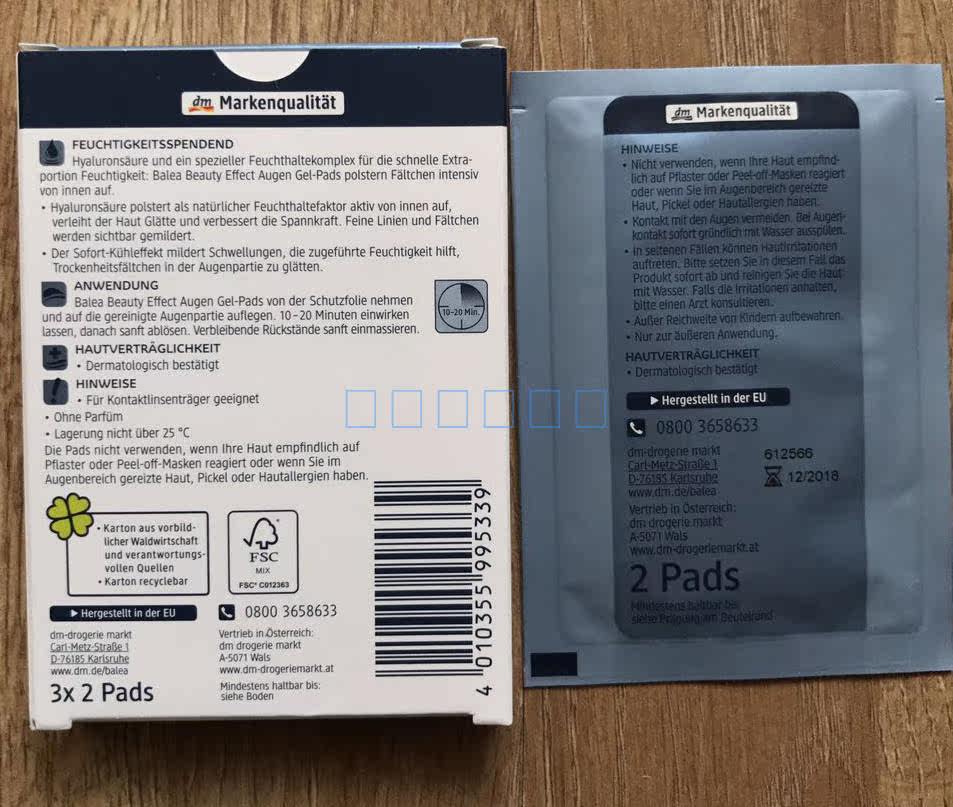 dm Markenqualität
FEUCHTIGKEITSSPENDEND
Hyaluronsäure und ein spezieller Feuchthaltekomplex für die schnelle Extra-
portion Feuchtigkeit: Balea Beauty Effect Augen Gel-Pads polstern Fältchen intensiv
von innen auf.
• Hyaluronsäure polstert als natürlicher Feuchthaltefaktor aktiv von innen auf,
verleiht der Haut Glätte und verbessert die Spannkraft. Feine Linien und Fältchen
werden sichtbar gemildert.
• Der Sofort-Kühleffekt mildert Schwellungen, die zugeführte Feuchtigkeit hilft,
Trockenheitsfältchen in der Augenpartie zu glätten.
ANWENDUNG
Balea Beauty Effect Augen Gel-Pads von der Schutzfolie nehmen
und auf die gereinigte Augenpartie auflegen. 10-20 Minuten einwirken
lassen, danach sanft ablösen. Verbleibende Rückstände sanft einmassieren.
10-20 Min.
HAUTVERTRÄGLICHKEIT
• Dermatologisch bestätigt
HINWEISE
• Für Kontaktlinsenträger geeignet
• Ohne Parfüm
• Lagerung nicht über 25 °C
Die Pads nicht verwenden, wenn Ihre Haut empfindlich auf
Pflaster oder Peel-off-Masken reagiert oder wenn Sie im
Augenbereich gereizte Haut, Pickel oder Hautallergien haben.
• Karton aus vorbild-
licher Waldwirtschaft
und verantwortungs-
vollen Quellen
• Karton recyclebar
FSC
MIX
FSC® C012363
Hergestellt in der EU
0800 3658633
dm-drogerie markt
Carl-Metz-Straße 1
D-76185 Karlsruhe
www.dm.de/balea
Vertrieb in Österreich:
dm drogerie markt
A-5071 Wals
www.dm-drogeriemarkt.at
3x 2 Pads
Mindestens haltbar bis:
siehe Boden
4 010355 995339
dm Markenqualität
HINWEISE
• Nicht verwenden, wenn Ihre Haut empfind-
lich auf Pflaster oder Peel-off-Masken reagiert
oder wenn Sie im Augenbereich gereizte
Haut, Pickel oder Hautallergien haben.
• Kontakt mit den Augen vermeiden. Bei Augen-
kontakt sofort gründlich mit Wasser ausspülen.
• In seltenen Fällen können Hautirritationen
auftreten. Bitte setzen Sie in diesem Fall das
Produkt sofort ab und reinigen Sie die Haut
mit Wasser. Falls die Irritationen anhalten,
bitte einen Arzt konsultieren.
• Außer Reichweite von Kindern aufbewahren.
• Nur zur äußeren Anwendung.
HAUTVERTRÄGLICHKEIT
• Dermatologisch bestätigt
Hergestellt in der EU
0800 3658633
dm-drogerie markt
Carl-Metz-Straße 1
D-76185 Karlsruhe
www.dm.de/balea
612566
12/2018
Vertrieb in Österreich:
dm drogerie markt
A-5071 Wals
www.dm-drogeriemarkt.at
2 Pads
Mindestens haltbar bis:
siehe Prägung am Beutelrand